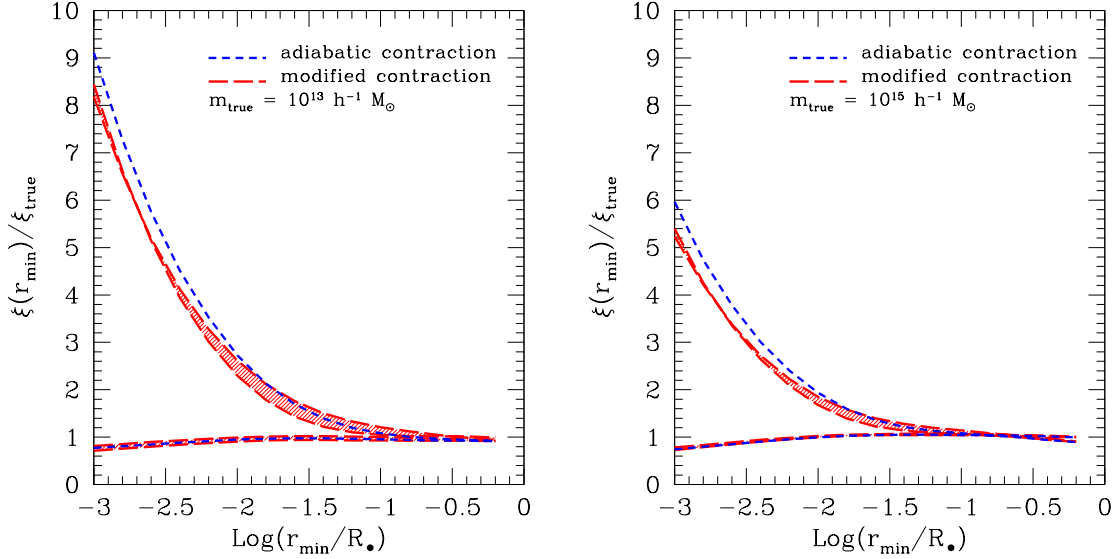 10
9
8
7
6
5
4
3
2
1
0
ξ(r_min)/ξ_true
adiabatic contraction
modified contraction
m_true = 10^13 h^-1 M_⊙
-3 -2.5 -2 -1.5 -1 -0.5 0
Log(r_min/R_•)
10
9
8
7
6
5
4
3
2
1
0
ξ(r_min)/ξ_true
adiabatic contraction
modified contraction
m_true = 10^15 h^-1 M_⊙
-3 -2.5 -2 -1.5 -1 -0.5 0
Log(r_min/R_•)